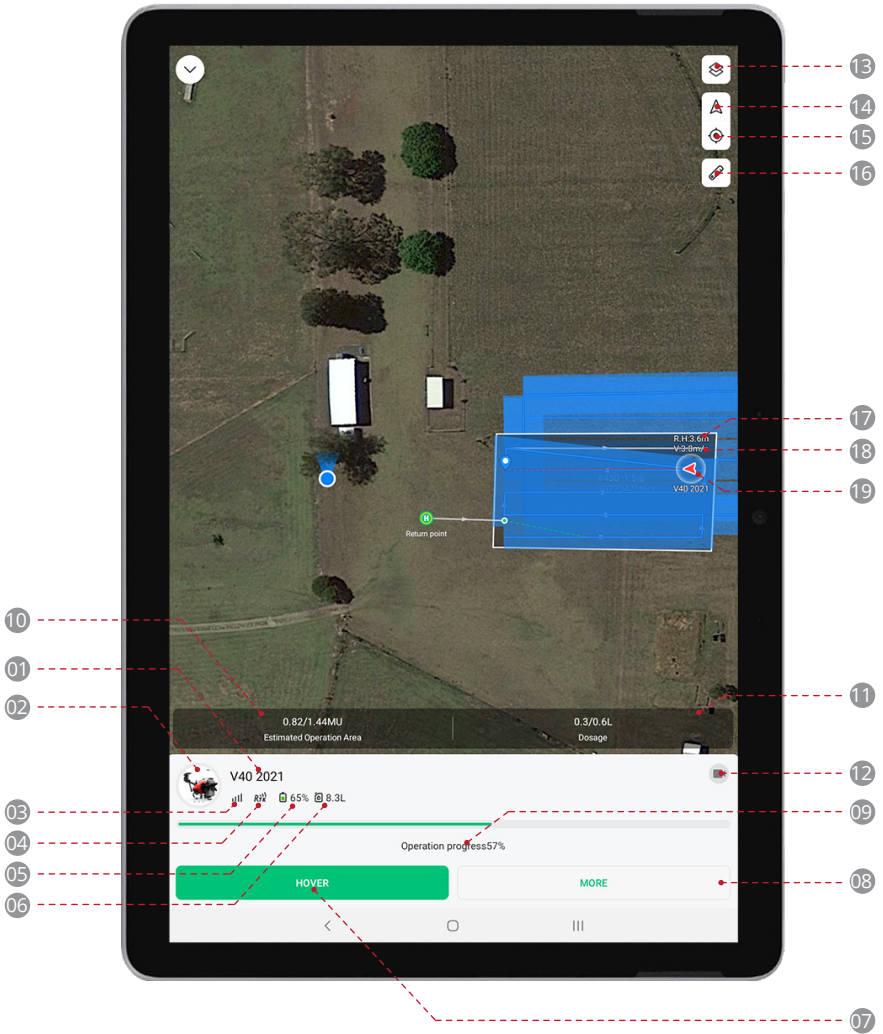 13
14
15
16
17
R.H:3.6m
18
V:3.8m/s
19
V40 2021
H
Return point
10
01
02
11
0.82/1.44MU
0.3/0.6L
Estimated Operation Area
Dosage
12
V40 2021
03
RTK
65%
8.3L
09
04
Operation progress57%
05
08
HOVER
MORE
06
07